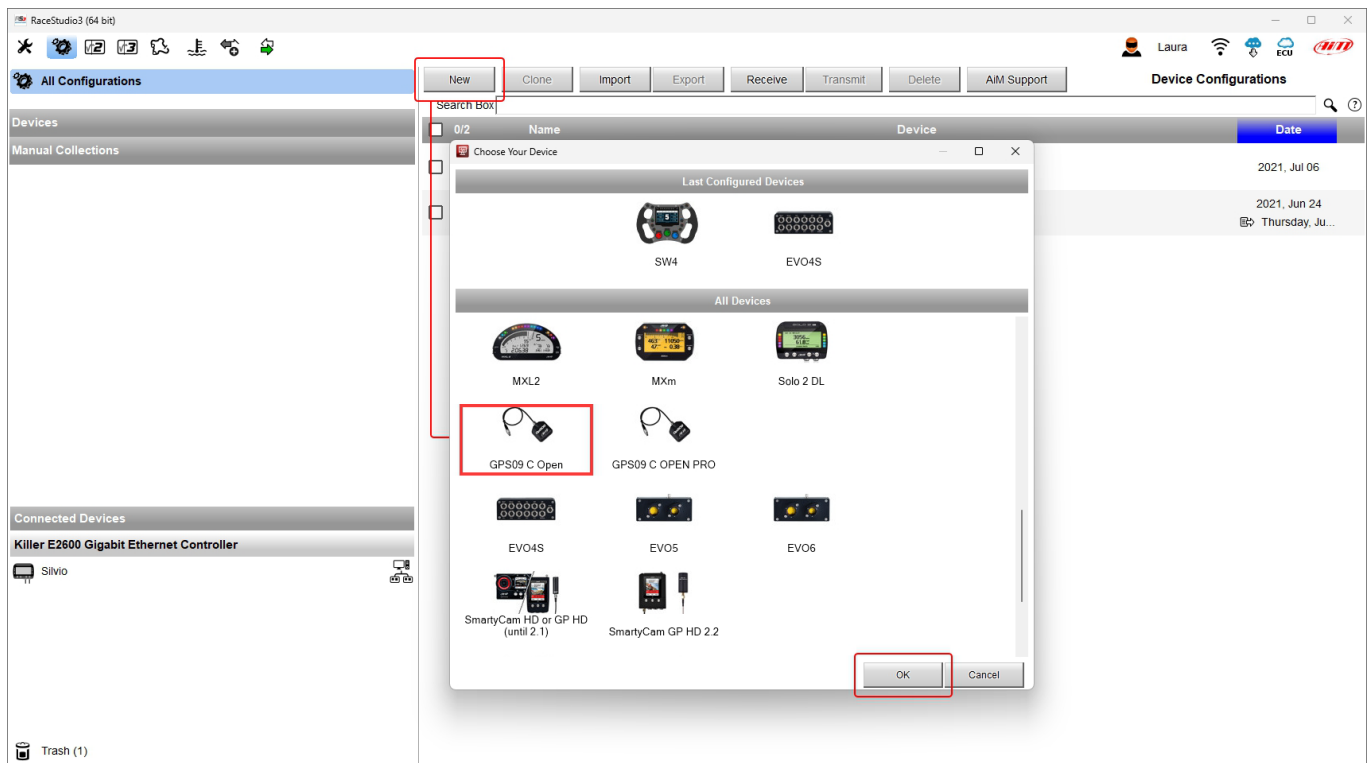 RaceStudio3 (64 bit)
Laura
ECU
AiM
All Configurations
New
Clone
Import
Export
Receive
Transmit
Delete
AiM Support
Device Configurations
Search Box
Devices
0/2
Name
Device
Date
Manual Collections
2021, Jul 06
2021, Jun 24
Thursday, Ju...
Choose Your Device
Last Configured Devices
SW4
EVO4S
All Devices
MXL2
MXm
Solo 2 DL
GPS09 C Open
GPS09 C OPEN PRO
EVO4S
EVO5
EVO6
SmartyCam HD or GP HD
(until 2.1)
SmartyCam GP HD 2.2
OK
Cancel
Connected Devices
Killer E2600 Gigabit Ethernet Controller
Silvio
Trash (1)